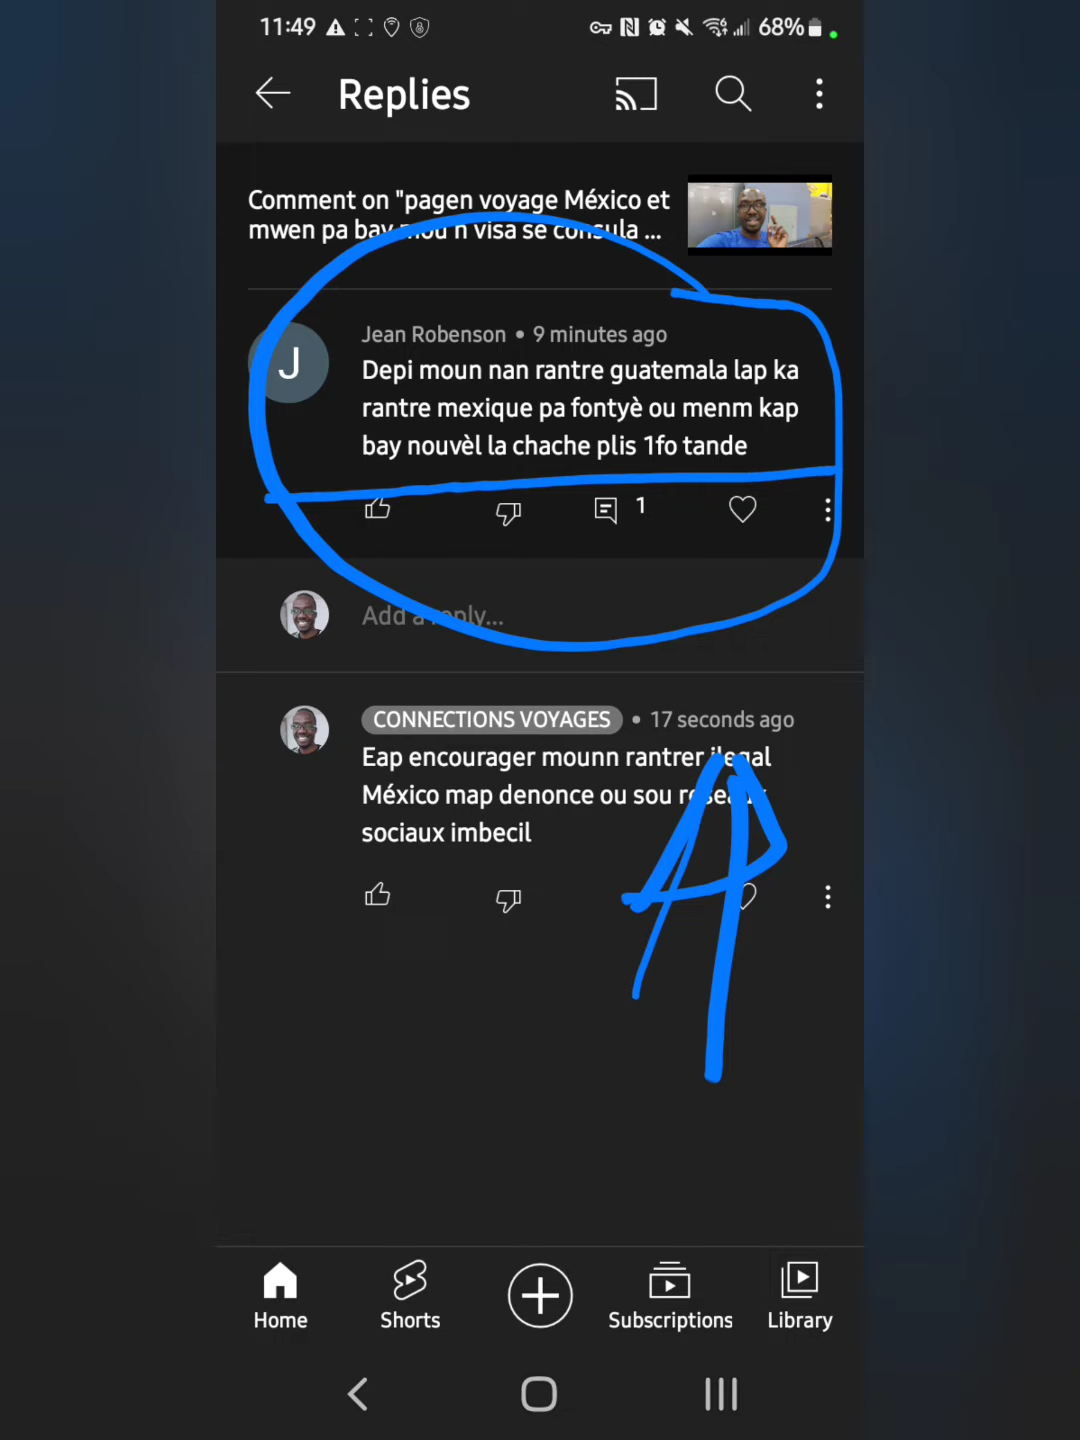 11:49
68%
Replies
Comment on "pagen voyage México et
mwen pa bay moun visa se consula ...
Jean Robenson • 9 minutes ago
Depi moun nan rantre guatemala lap ka
rantre mexique pa fontyè ou menm kap
bay nouvèl la chache plis 1fo tande
1
Add a reply...
CONNECTIONS VOYAGES • 17 seconds ago
Eap encourager mounn rantrer ilegal
México map denonce ou sou reseaux
sociaux imbecil
Home Shorts Subscriptions Library